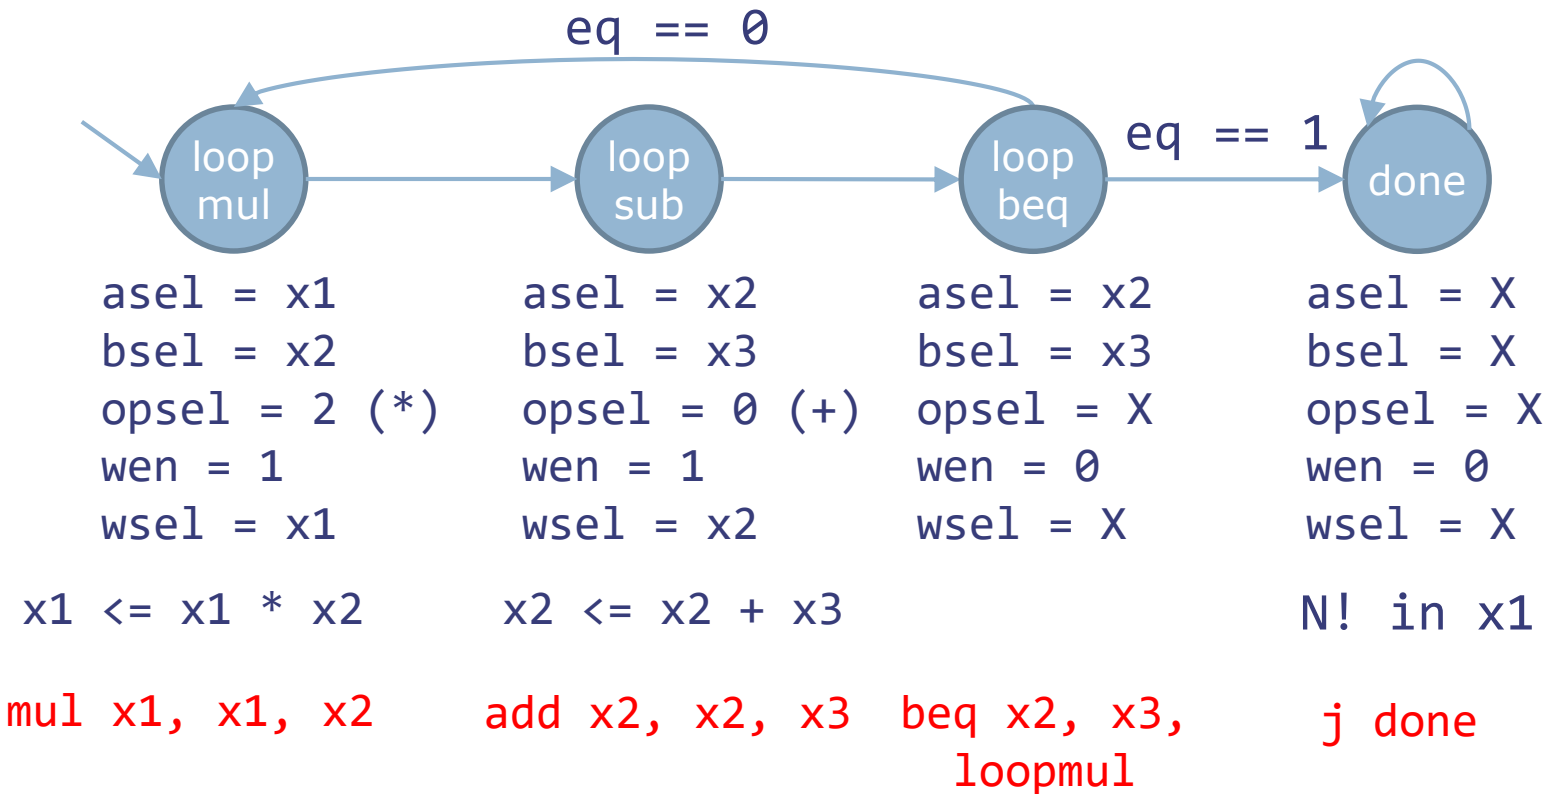 eq == 0
loop
mul
loop
sub
loop
beq
eq == 1
done
asel = x1
bsel = x2
opsel = 2 (*)
wen = 1
wsel = x1
asel = x2
bsel = x3
opsel = 0 (+)
wen = 1
wsel = x2
asel = x2
bsel = x3
opsel = X
wen = 0
wsel = X
asel = X
bsel = X
opsel = X
wen = 0
wsel = X
x1 <= x1 * x2
x2 <= x2 + x3
N! in x1
mul x1, x1, x2
add x2, x2, x3
beq x2, x3,
loopmul
j done